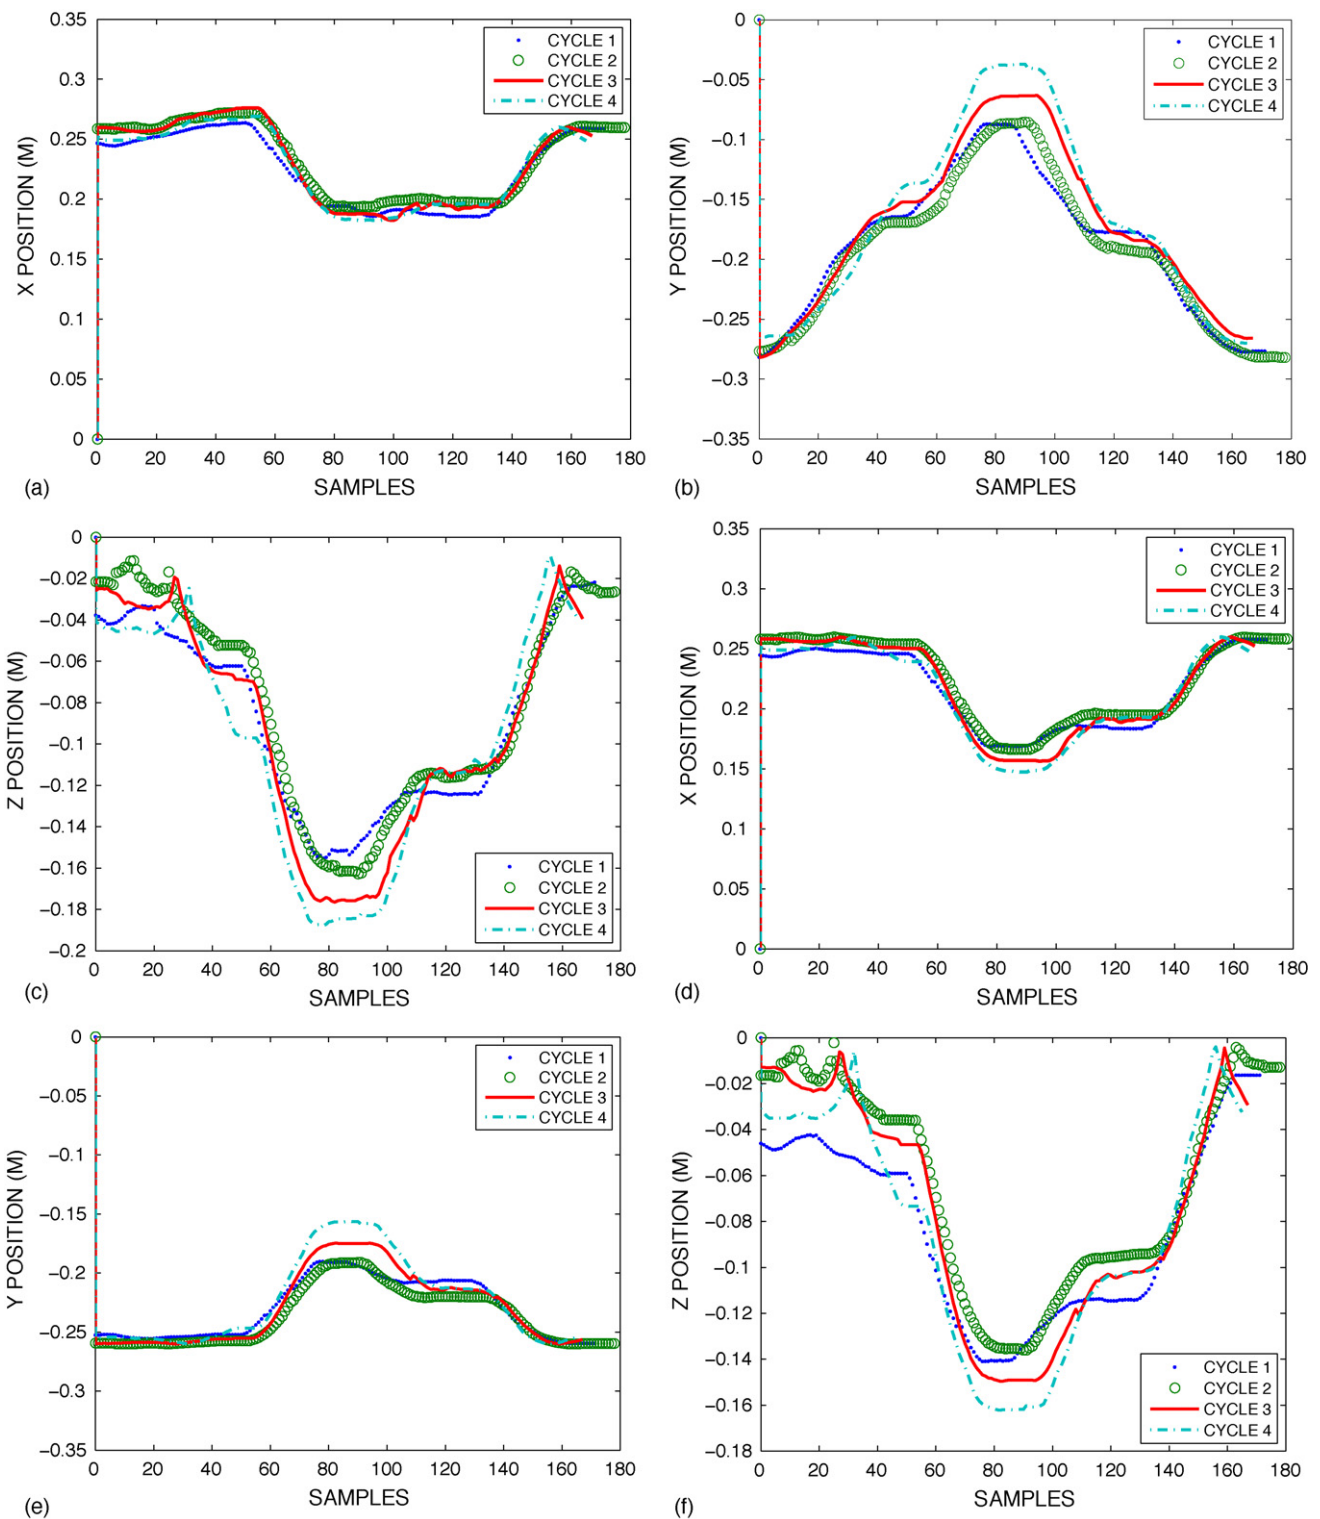 0.35
0.3
0.25
0.2
0.15
0.1
0.05
0
X POSITION (M)
CYCLE 1
CYCLE 2
CYCLE 3
CYCLE 4
0 20 40 60 80 100 120 140 160 180
SAMPLES
(a)
0
−0.05
−0.1
−0.15
−0.2
−0.25
−0.3
−0.35
Y POSITION (M)
CYCLE 1
CYCLE 2
CYCLE 3
CYCLE 4
0 20 40 60 80 100 120 140 160 180
SAMPLES
(b)
0
−0.02
−0.04
−0.06
−0.08
−0.1
−0.12
−0.14
−0.16
−0.18
−0.2
Z POSITION (M)
CYCLE 1
CYCLE 2
CYCLE 3
CYCLE 4
0 20 40 60 80 100 120 140 160 180
SAMPLES
(c)
0.35
0.3
0.25
0.2
0.15
0.1
0.05
0
X POSITION (M)
CYCLE 1
CYCLE 2
CYCLE 3
CYCLE 4
0 20 40 60 80 100 120 140 160 180
SAMPLES
(d)
0
−0.05
−0.1
−0.15
−0.2
−0.25
−0.3
−0.35
Y POSITION (M)
CYCLE 1
CYCLE 2
CYCLE 3
CYCLE 4
0 20 40 60 80 100 120 140 160 180
SAMPLES
(e)
0
−0.02
−0.04
−0.06
−0.08
−0.1
−0.12
−0.14
−0.16
−0.18
Z POSITION (M)
CYCLE 1
CYCLE 2
CYCLE 3
CYCLE 4
0 20 40 60 80 100 120 140 160 180
SAMPLES
(f)